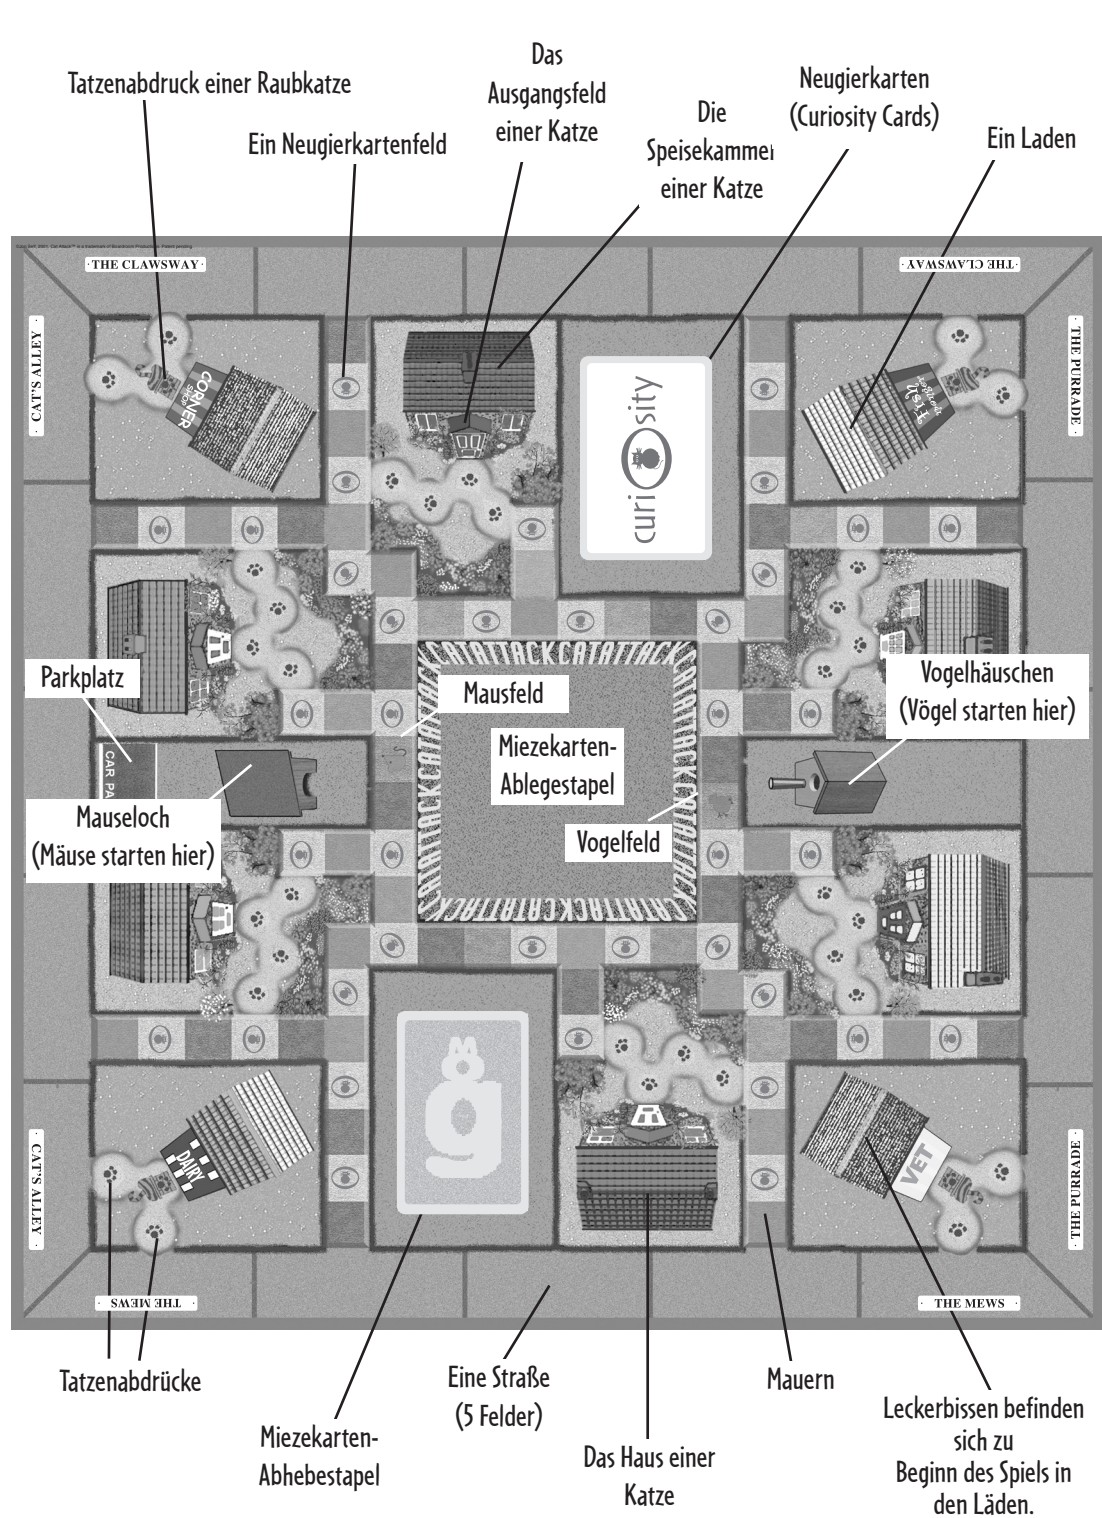 Das
Ausgangsfeld
einer Katze
Tatzenabdruck einer Raubkatze
Ein Neugierkartenfeld
Die
Speisekammer
einer Katze
Neugierkarten
(Curiosity Cards)
Ein Laden
· THE CLAWSWAY ·
· THE CLAWSWAY ·
· CAT'S ALLEY ·
· THE PURRADE ·
CORNER
SHOP
curiosity
CATATTACKCATATTACK
Parkplatz
Mausfeld
Vogelhäuschen
(Vögel starten hier)
Miezekarten-
Ablegestapel
CAR PA
Mauseloch
(Mäuse starten hier)
Vogelfeld
DAIRY
VET
· CAT'S ALLEY ·
· THE PURRADE ·
· THE MEWS ·
· THE MEWS ·
Tatzenabdrücke
Miezekarten-
Abhebestapel
Eine Straße
(5 Felder)
Das Haus einer
Katze
Mauern
Leckerbissen befinden
sich zu
Beginn des Spiels in
den Läden.